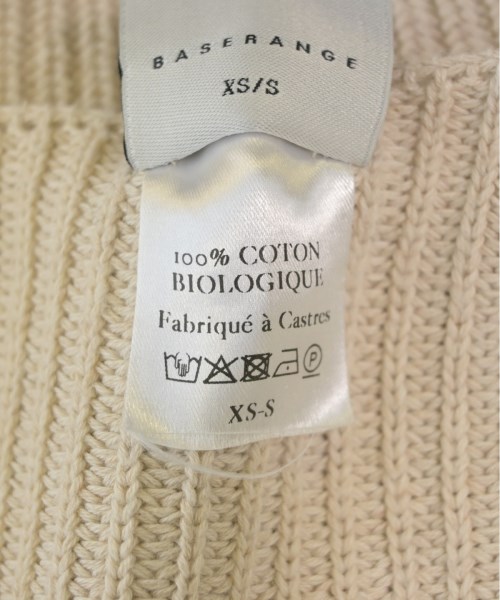 BASERANGE
XS/S
100% COTON
BIOLOGIQUE
Fabriqué à Castres
P
XS-S